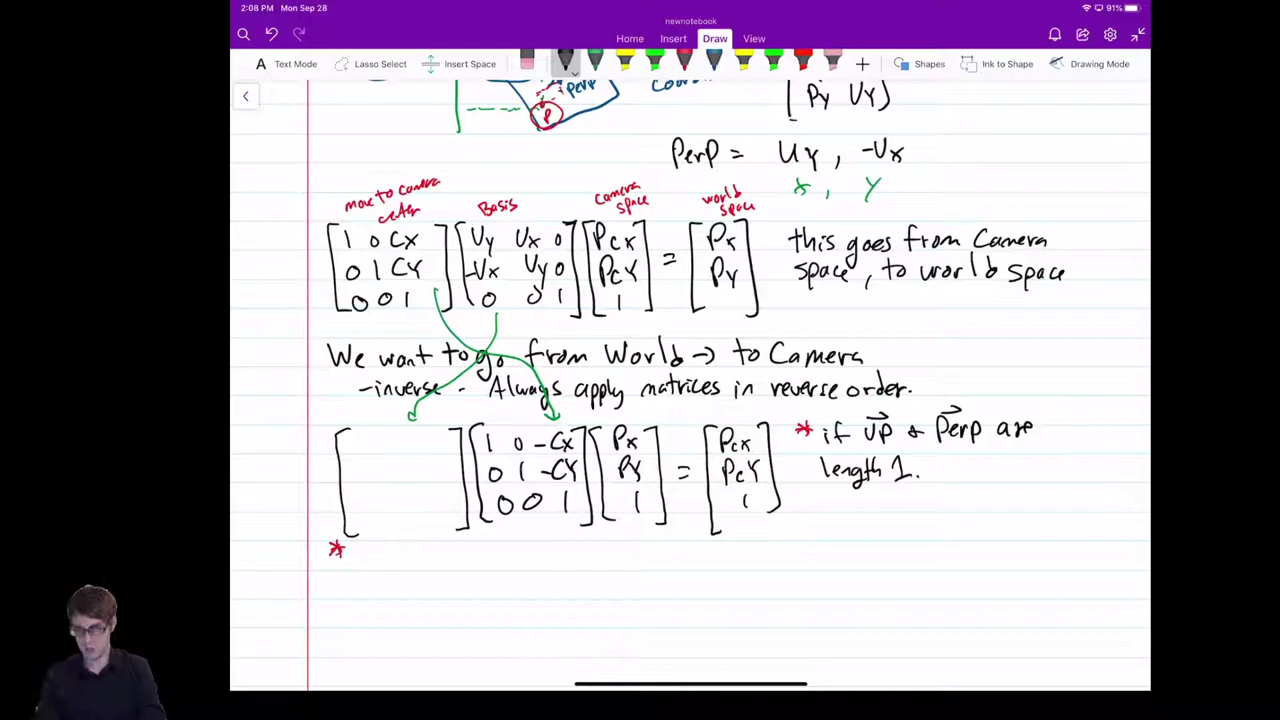 2:08 PM Mon Sep 28
91%
newnotebook
Home Insert Draw View
Text Mode Lasso Select Insert Space Shapes Ink to Shape Drawing Mode
Perp
P
Py Uy
Perp = Uy, -Ux
x, y
move to camera center
Basis
camera space
world space
1 0 Cx Uy Ux 0 Pcx = Px
0 1 Cy -Ux Uy 0 Pcy Py
0 0 1 0 0 1 1
this goes from Camera
space, to world space
We want to go from World → to Camera
-inverse - Always apply matrices in reverse order.
1 0 -Cx Px = Pcx
0 1 -Cy Py Pcy
0 0 1 1 1
* if UP & Perp are
length 1.
*